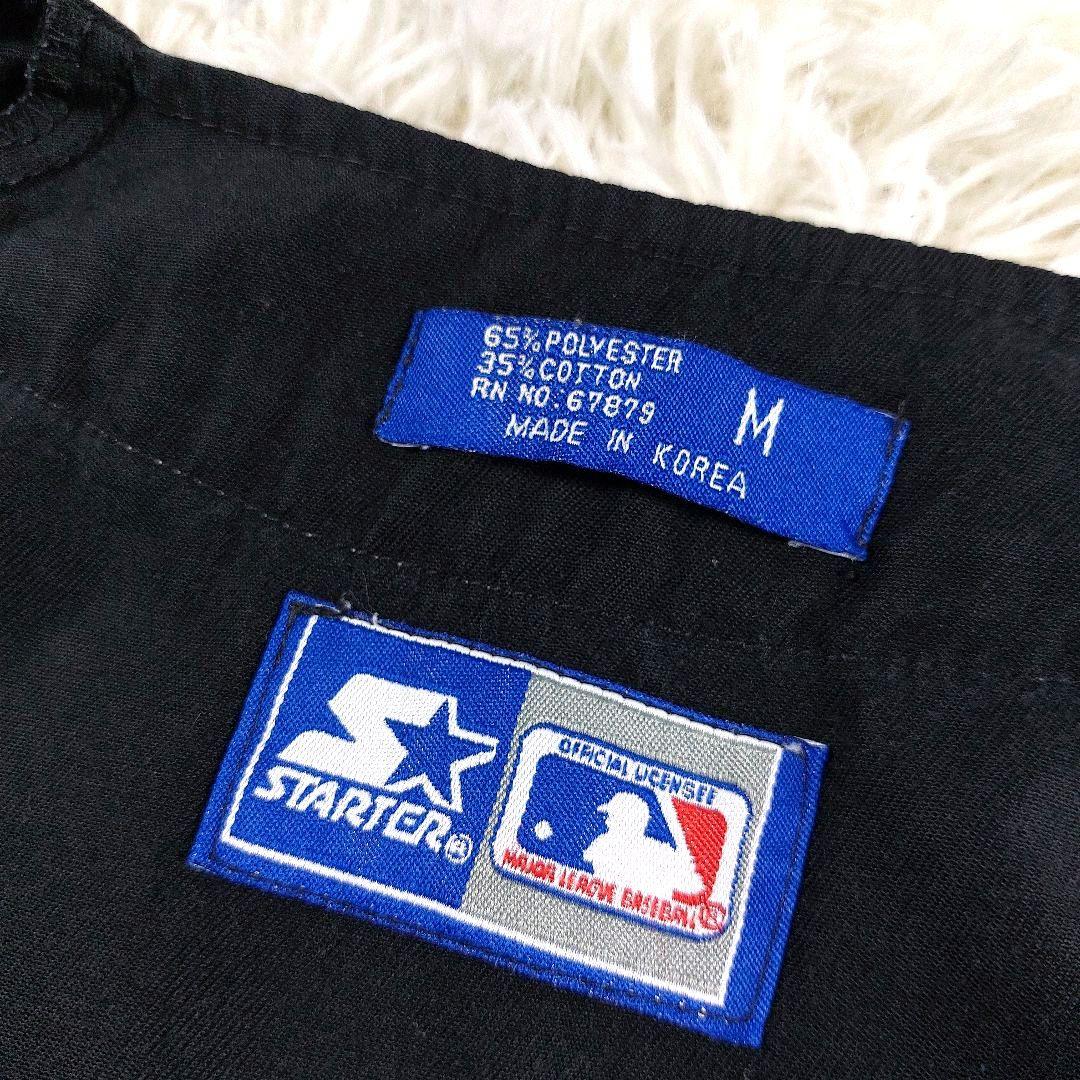 65% POLYESTER
35% COTTON
RN NO. 67879
MADE IN KOREA
M
STARTER®
OFFICIAL LICENSEE
MAJOR LEAGUE BASEBALL®